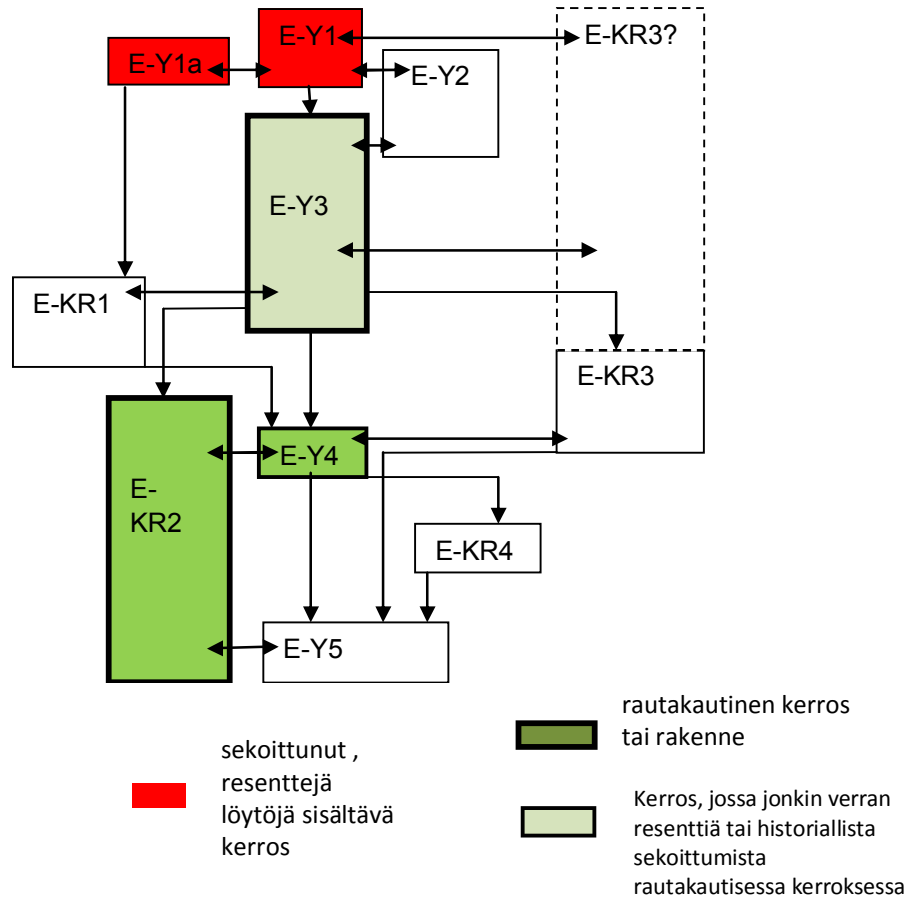 E-Y1
E-KR3?
E-Y1a
E-Y2
E-Y3
E-KR1
E-KR3
E-Y4
E-
KR2
E-KR4
E-Y5
sekoittunut ,
resenttejä
löytöjä sisältävä
kerros
rautakautinen kerros
tai rakenne
Kerros, jossa jonkin verran
resenttiä tai historiallista
sekoittumista
rautakautisessa kerroksessa